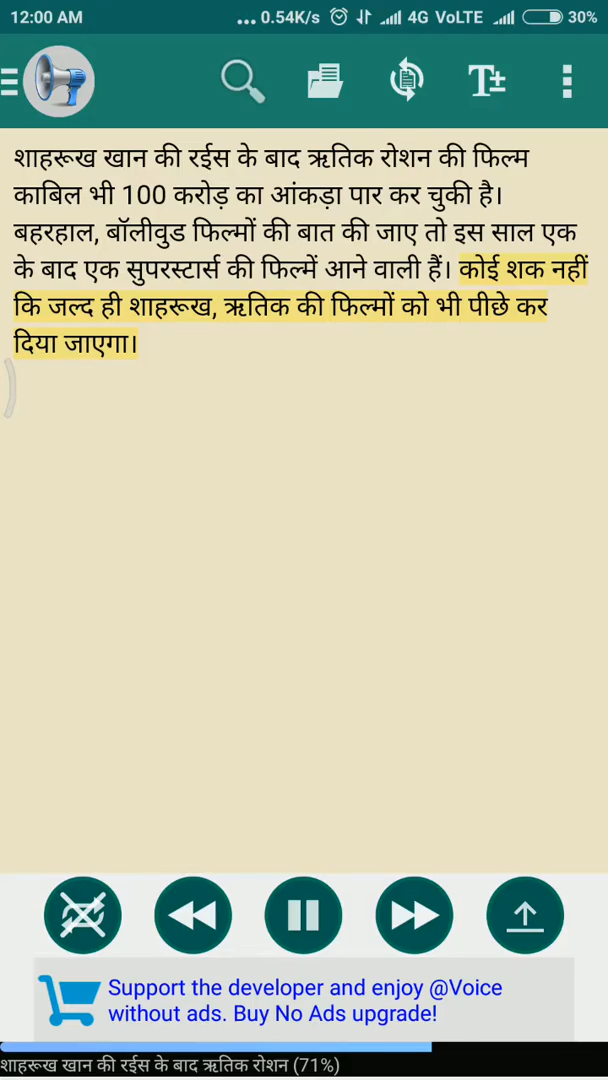 12:00 AM ... 0.54K/s 4G VoLTE 30%
T±
शाहरूख खान की रईस के बाद ऋतिक रोशन की फिल्म
काबिल भी 100 करोड़ का आंकड़ा पार कर चुकी है।
बहरहाल, बॉलीवुड फिल्मों की बात की जाए तो इस साल एक
के बाद एक सुपरस्टार्स की फिल्में आने वाली हैं। कोई शक नहीं
कि जल्द ही शाहरूख, ऋतिक की फिल्मों को भी पीछे कर
दिया जाएगा।
Support the developer and enjoy @Voice
without ads. Buy No Ads upgrade!
शाहरूख खान की रईस के बाद ऋतिक रोशन (71%)